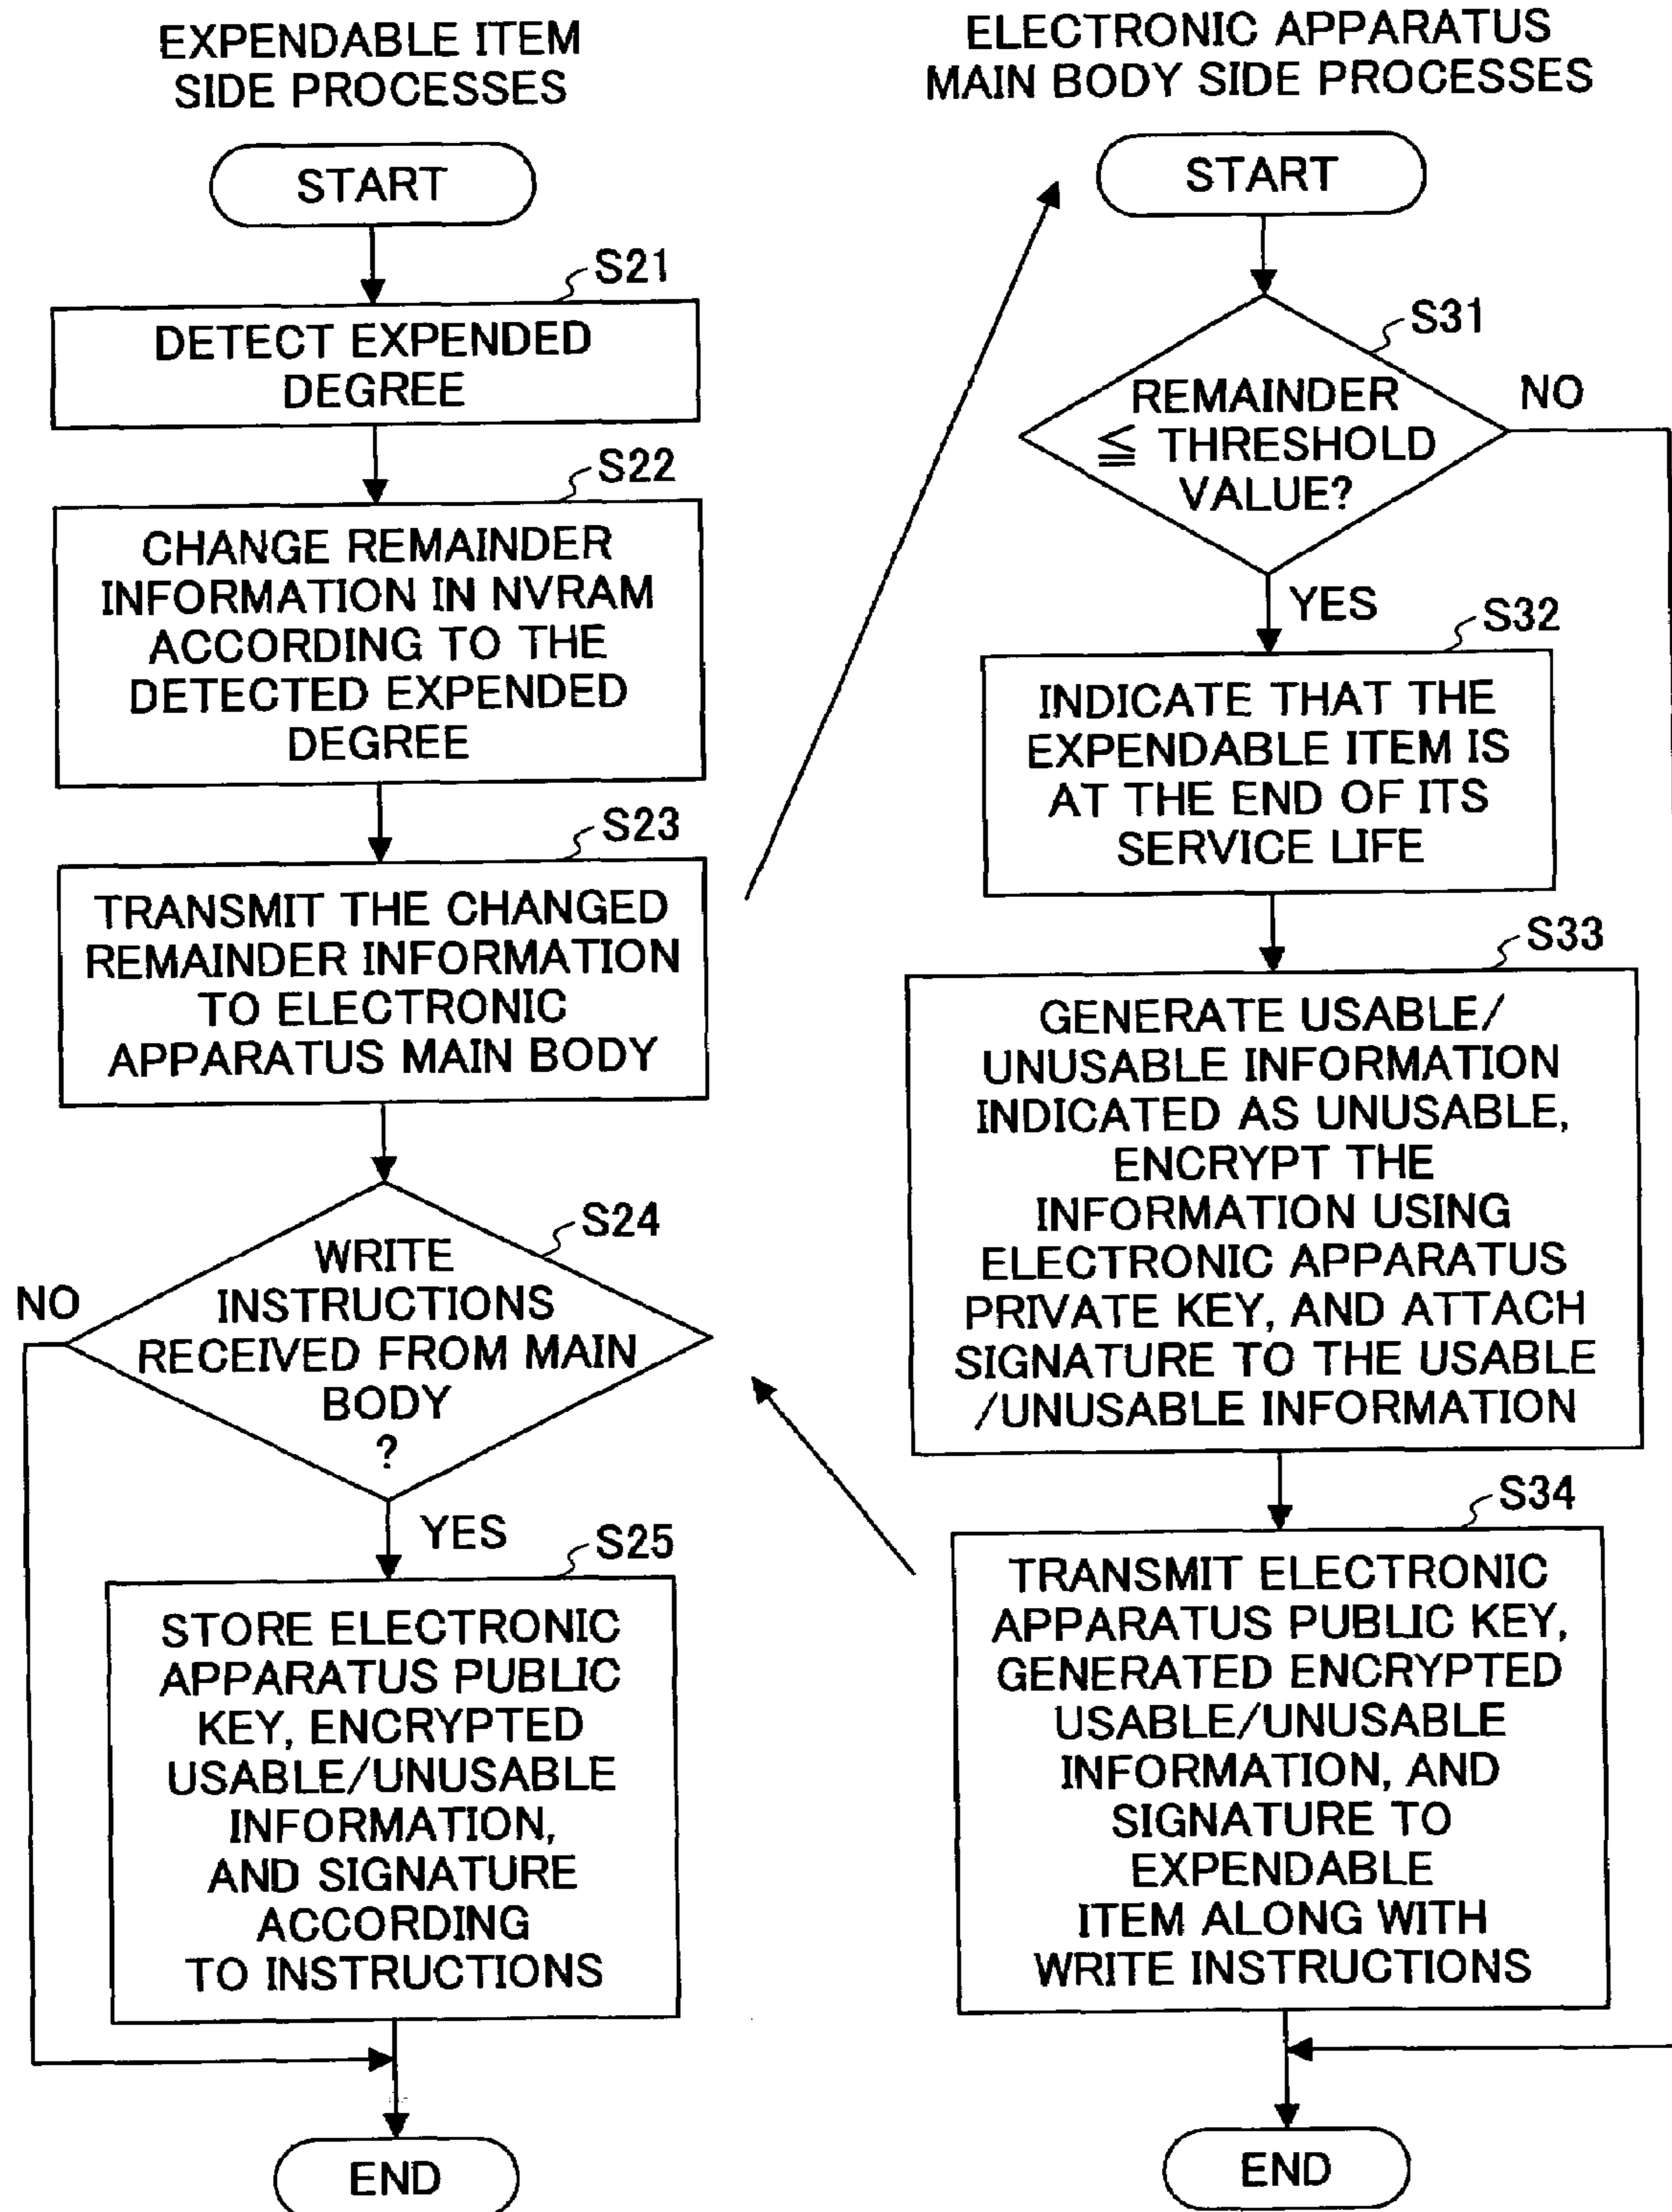 EXPENDABLE ITEM
SIDE PROCESSES
START
S21
DETECT EXPENDED
DEGREE
S22
CHANGE REMAINDER
INFORMATION IN NVRAM
ACCORDING TO THE
DETECTED EXPENDED
DEGREE
S23
TRANSMIT THE CHANGED
REMAINDER INFORMATION
TO ELECTRONIC
APPARATUS MAIN BODY
S24
WRITE
INSTRUCTIONS
RECEIVED FROM MAIN
BODY
?
NO
YES
S25
STORE ELECTRONIC
APPARATUS PUBLIC
KEY, ENCRYPTED
USABLE/UNUSABLE
INFORMATION,
AND SIGNATURE
ACCORDING
TO INSTRUCTIONS
END
ELECTRONIC APPARATUS
MAIN BODY SIDE PROCESSES
START
S31
REMAINDER
≦ THRESHOLD
VALUE?
NO
YES
S32
INDICATE THAT THE
EXPENDABLE ITEM IS
AT THE END OF ITS
SERVICE LIFE
S33
GENERATE USABLE/
UNUSABLE INFORMATION
INDICATED AS UNUSABLE,
ENCRYPT THE
INFORMATION USING
ELECTRONIC APPARATUS
PRIVATE KEY, AND ATTACH
SIGNATURE TO THE USABLE
/UNUSABLE INFORMATION
S34
TRANSMIT ELECTRONIC
APPARATUS PUBLIC KEY,
GENERATED ENCRYPTED
USABLE/UNUSABLE
INFORMATION, AND
SIGNATURE TO
EXPENDABLE
ITEM ALONG WITH
WRITE INSTRUCTIONS
END